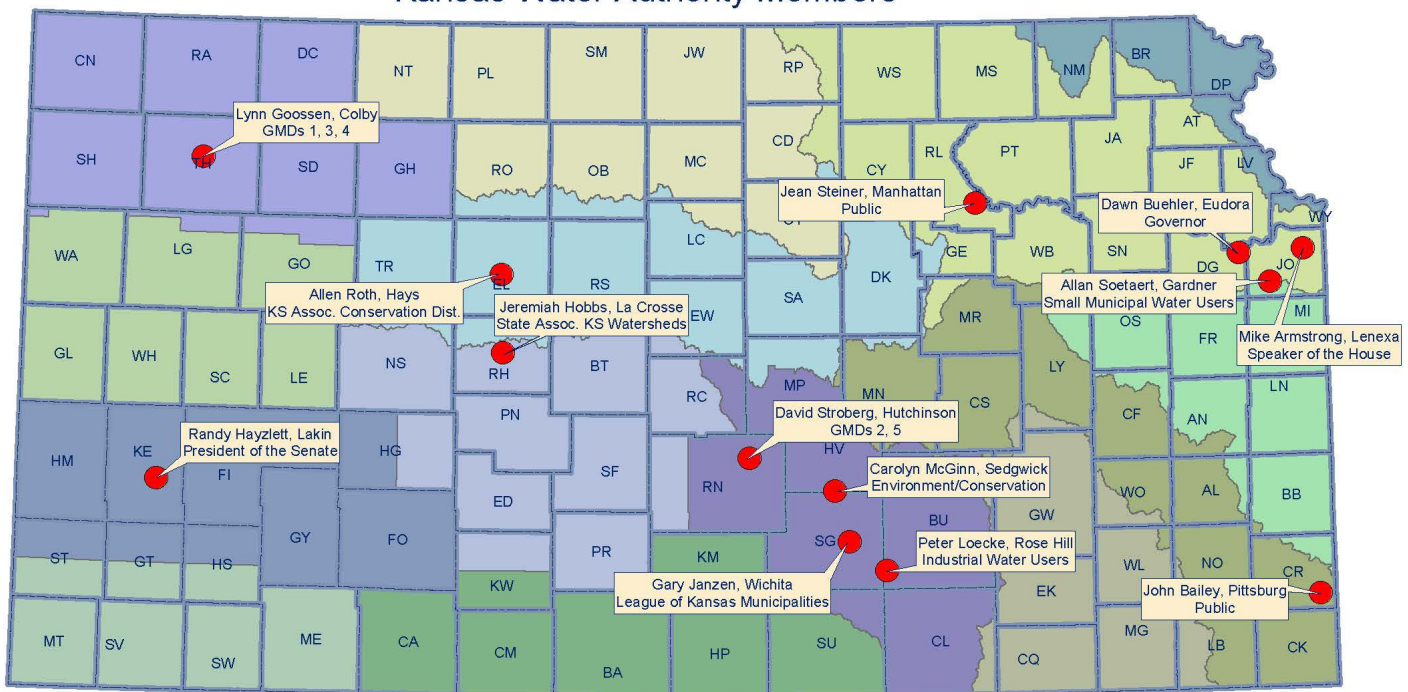 Kansas Water Authority Members
CN
RA
DC
NT
PL
SM
JW
RP
WS
MS
NM
BR
DP
Lynn Goossen, Colby
GMDs 1, 3, 4
SH
TH
SD
GH
RO
OB
MC
CD
CY
RL
PT
JA
AT
JF
LV
Jean Steiner, Manhattan
Public
Dawn Buehler, Eudora
Governor
WY
WA
LG
GO
TR
EL
RS
LC
DK
GE
WB
SN
DG
JO
Allen Roth, Hays
KS Assoc. Conservation Dist.
Jeremiah Hobbs, La Crosse
State Assoc. KS Watersheds
EW
SA
Allan Soetaert, Gardner
Small Municipal Water Users
MI
Mike Armstrong, Lenexa
Speaker of the House
GL
WH
SC
LE
NS
RH
BT
RC
MP
MN
MR
CS
LY
OS
FR
LN
David Stroberg, Hutchinson
GMDs 2, 5
HM
KE
Randy Hayzlett, Lakin
President of the Senate
FI
HG
PN
ED
SF
RN
HV
Carolyn McGinn, Sedgwick
Environment/Conservation
CF
AN
WO
AL
BB
ST
GT
HS
GY
FO
PR
KM
SG
BU
GW
Peter Loecke, Rose Hill
Industrial Water Users
Gary Janzen, Wichita
League of Kansas Municipalities
WL
NO
CR
John Bailey, Pittsburg
Public
MT
SV
SW
ME
CA
KW
CM
BA
HP
SU
CL
EK
CQ
MG
LB
CK